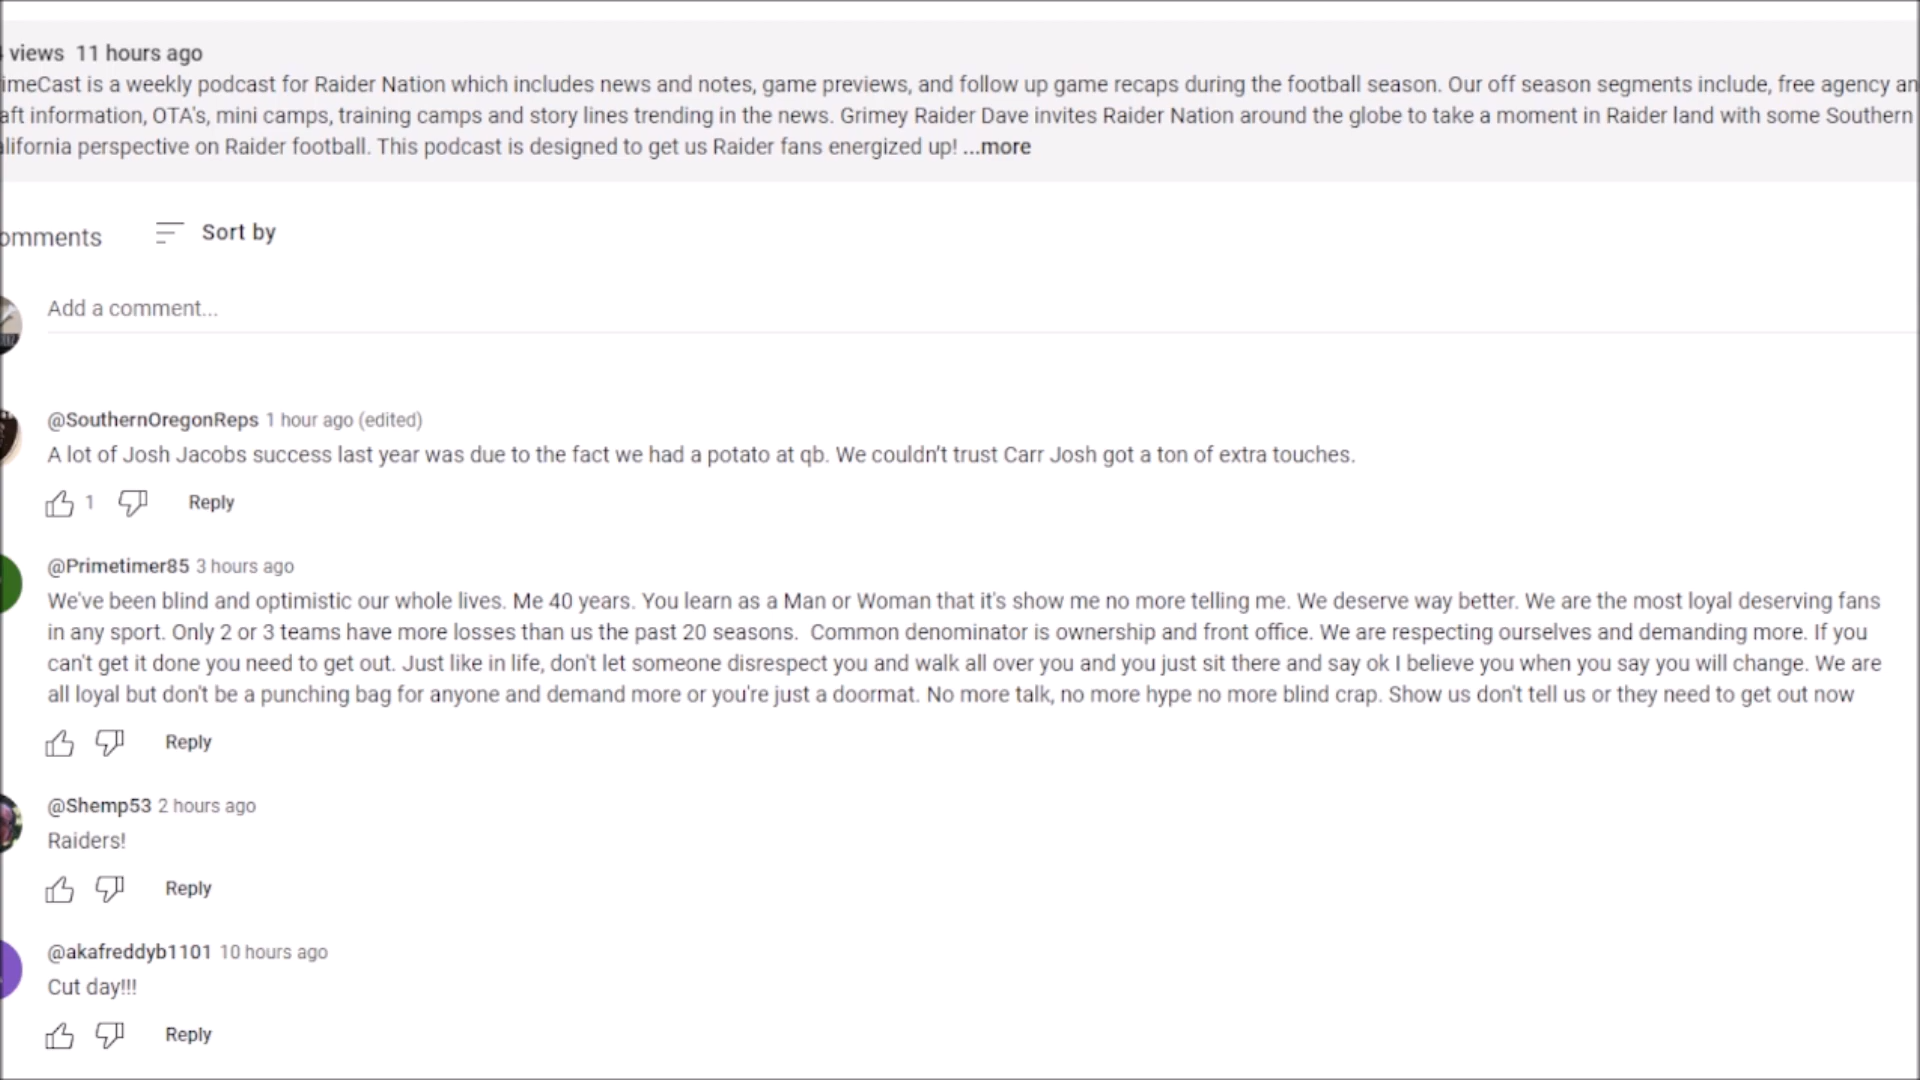 views 11 hours ago
imeCast is a weekly podcast for Raider Nation which includes news and notes, game previews, and follow up game recaps during the football season. Our off season segments include, free agency an
aft information, OTA's, mini camps, training camps and story lines trending in the news. Grimey Raider Dave invites Raider Nation around the globe to take a moment in Raider land with some Southern
alifornia perspective on Raider football. This podcast is designed to get us Raider fans energized up! ...more
omments Sort by
Add a comment...
@SouthernOregonReps 1 hour ago (edited)
A lot of Josh Jacobs success last year was due to the fact we had a potato at qb. We couldn't trust Carr Josh got a ton of extra touches.
1 Reply
@Primetimer85 3 hours ago
We've been blind and optimistic our whole lives. Me 40 years. You learn as a Man or Woman that it's show me no more telling me. We deserve way better. We are the most loyal deserving fans
in any sport. Only 2 or 3 teams have more losses than us the past 20 seasons.  Common denominator is ownership and front office. We are respecting ourselves and demanding more. If you
can't get it done you need to get out. Just like in life, don't let someone disrespect you and walk all over you and you just sit there and say ok I believe you when you say you will change. We are
all loyal but don't be a punching bag for anyone and demand more or you're just a doormat. No more talk, no more hype no more blind crap. Show us don't tell us or they need to get out now
Reply
@Shemp53 2 hours ago
Raiders!
Reply
@akafreddyb1101 10 hours ago
Cut day!!!
Reply